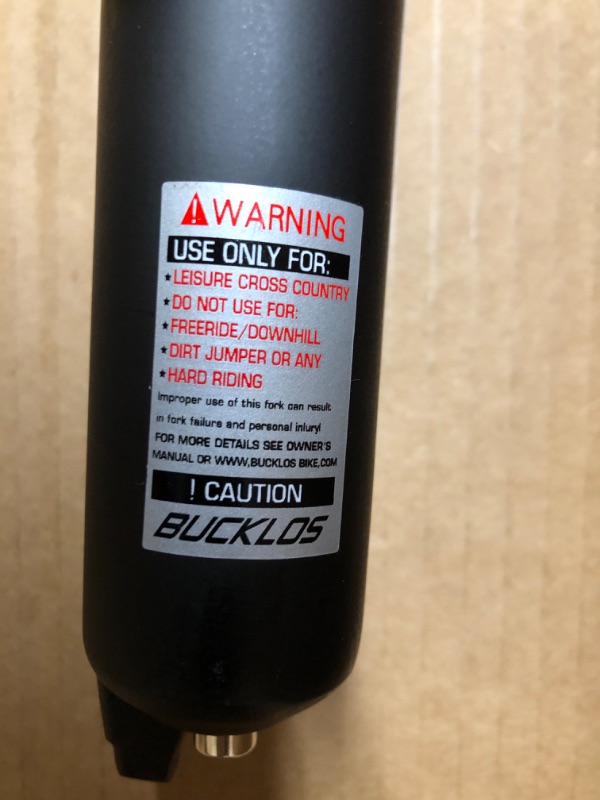 WARNING
USE ONLY FOR:
★LEISURE CROSS COUNTRY
★DO NOT USE FOR:
★FREERIDE/DOWNHILL
★DIRT JUMPER OR ANY
★HARD RIDING
Improper use of this fork can result
in fork failure and personal inluryl
FOR MORE DETAILS SEE OWNER'S
MANUAL OR WWW,BUCKLOS BIKE,COM
! CAUTION
BUCKLOS